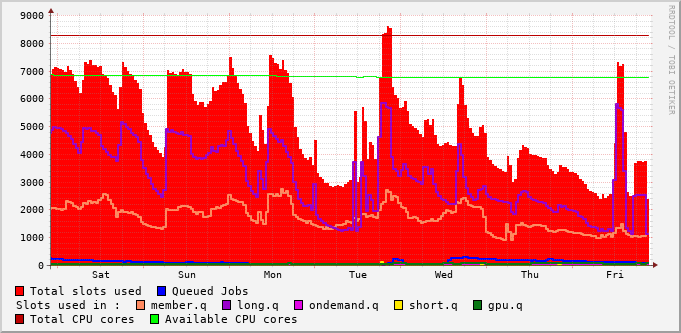 9000
8000
7000
6000
5000
4000
3000
2000
1000
0
Sat Sun Mon Tue Wed Thu Fri
RRDTOOL / TOBI OETIKER
Total slots used Queued Jobs
Slots used in : member.q long.q ondemand.q short.q gpu.q
Total CPU cores Available CPU cores